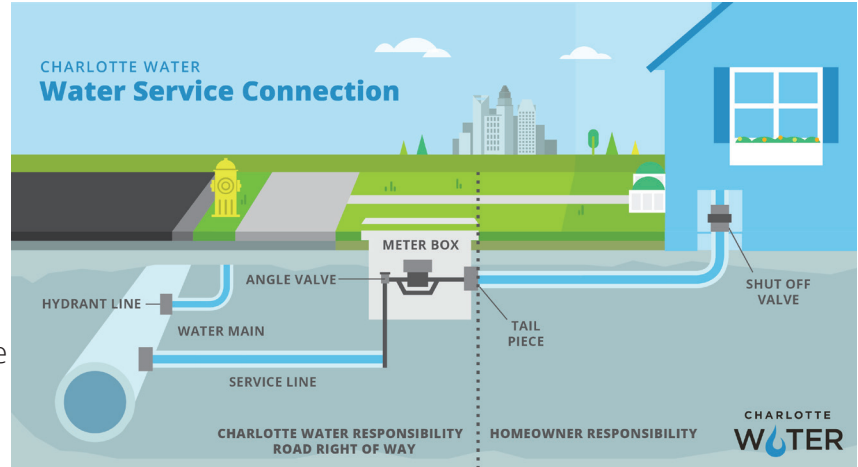 CHARLOTTE WATER
Water Service Connection
METER BOX
ANGLE VALVE
HYDRANT LINE
SHUT OFF
VALVE
TAIL
PIECE
WATER MAIN
e
SERVICE LINE
CHARLOTTE WATER RESPONSIBILITY
ROAD RIGHT OF WAY
HOMEOWNER RESPONSIBILITY
CHARLOTTE
WATER